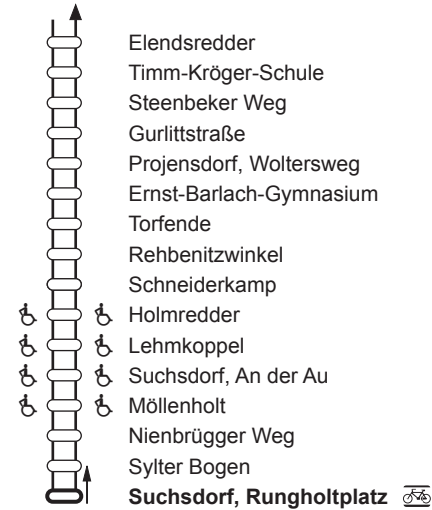 Elendsredder
Timm-Kröger-Schule
Steenbeker Weg
Gurlittstraße
Projensdorf, Woltersweg
Ernst-Barlach-Gymnasium
Torfende
Rehbenitzwinkel
Schneiderkamp
Holmredder
Lehmkoppel
Suchsdorf, An der Au
Möllenholt
Nienbrügger Weg
Sylter Bogen
Suchsdorf, Rungholtplatz